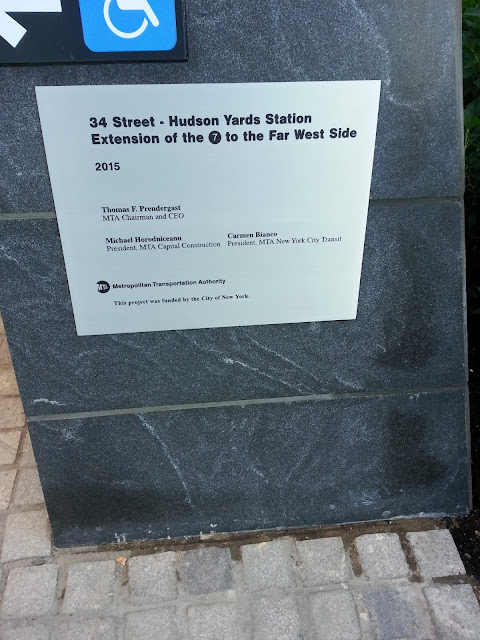 34 Street - Hudson Yards Station
Extension of the 7 to the Far West Side
2015
Thomas F. Prendergast
MTA Chairman and CEO
Michael Horodniceanu
President, MTA Capital Construction
Carmen Bianco
President, MTA New York City Transit
MTA Metropolitan Transportation Authority
This project was funded by the City of New York.